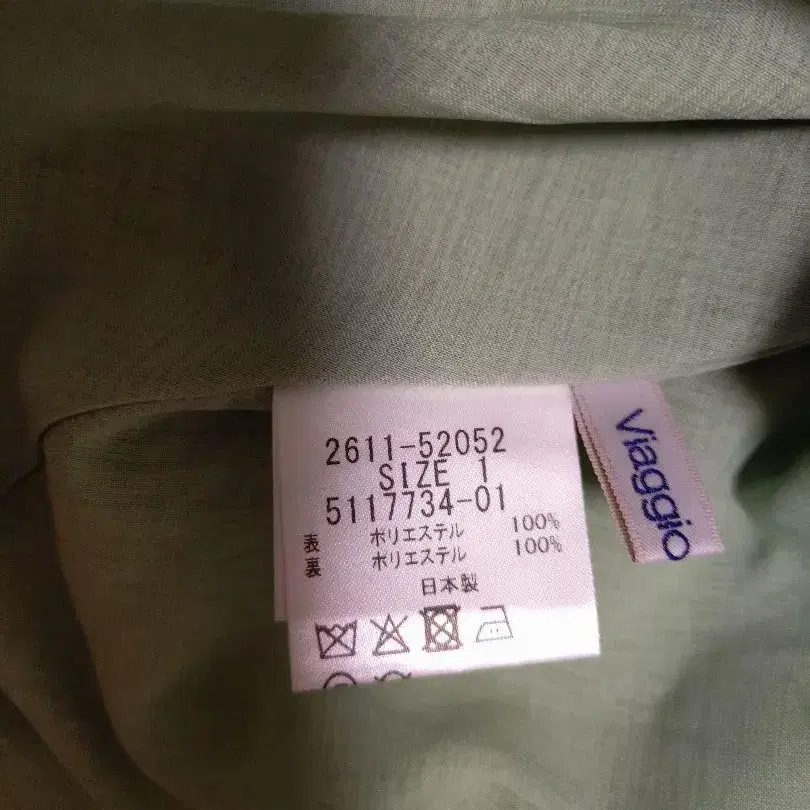 2611-52052
SIZE 1
5117734-01
表 ポリエステル 100%
裏 ポリエステル 100%
日本製
Viaggio